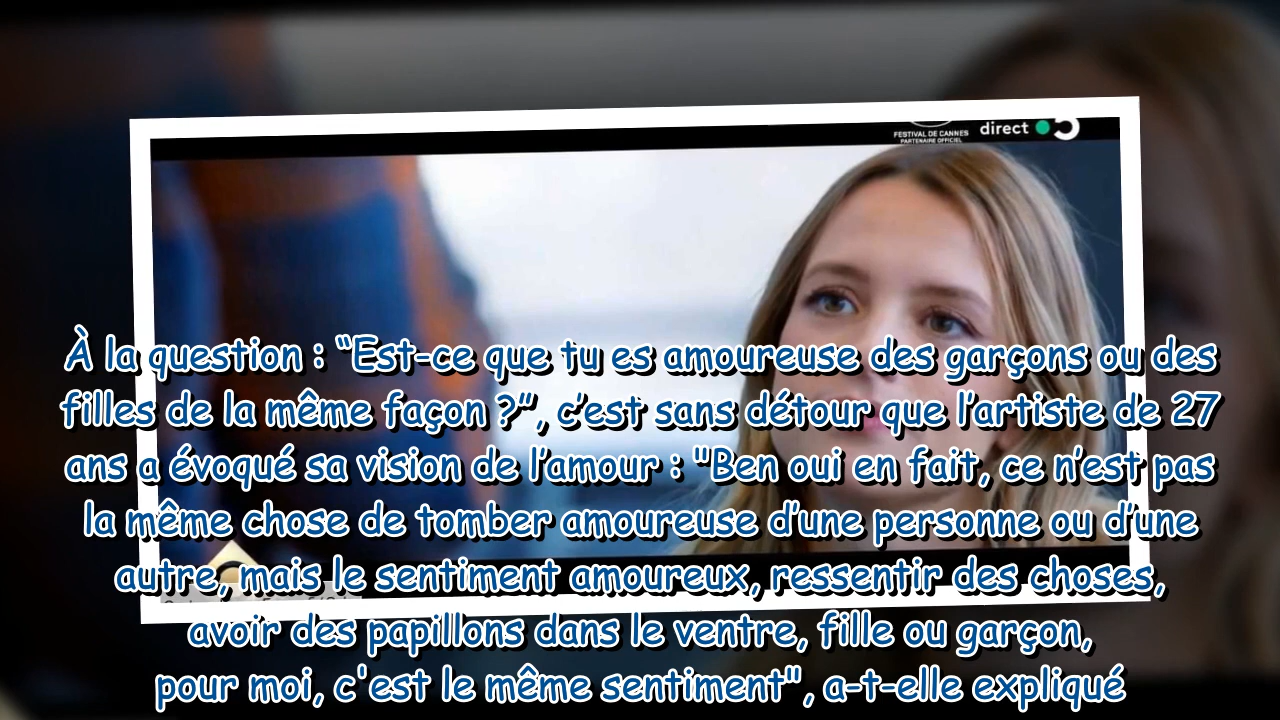 FESTIVAL DE CANNES
PARTENAIRE OFFICIEL
direct 5
À la question : “Est-ce que tu es amoureuse des garçons ou des
filles de la même façon ?”, c’est sans détour que l’artiste de 27
ans a évoqué sa vision de l’amour : "Ben oui en fait, ce n’est pas
la même chose de tomber amoureuse d’une personne ou d’une
autre, mais le sentiment amoureux, ressentir des choses,
avoir des papillons dans le ventre, fille ou garçon,
pour moi, c'est le même sentiment", a-t-elle expliqué